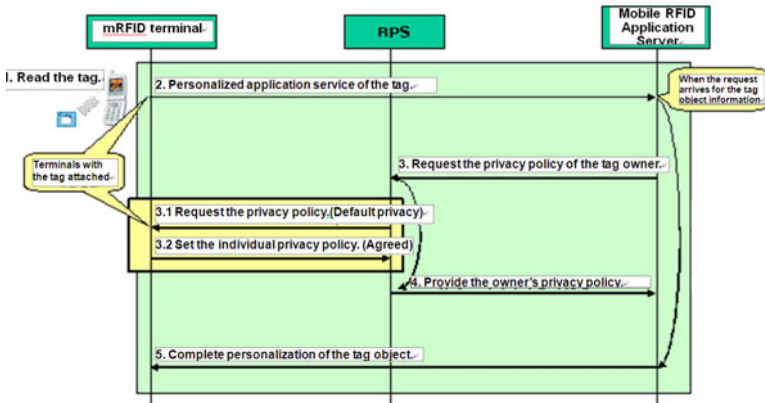 mRFID terminal
RPS
Mobile RFID
Application
Server
1. Read the tag.
2. Personalized application service of the tag.
When the request
arrives for the tag
object information
Terminals with
the tag attached
3. Request the privacy policy of the tag owner.
3.1 Request the privacy policy.(Default privacy)
3.2 Set the individual privacy policy. (Agreed)
4. Provide the owner's privacy policy.
5. Complete personalization of the tag object.